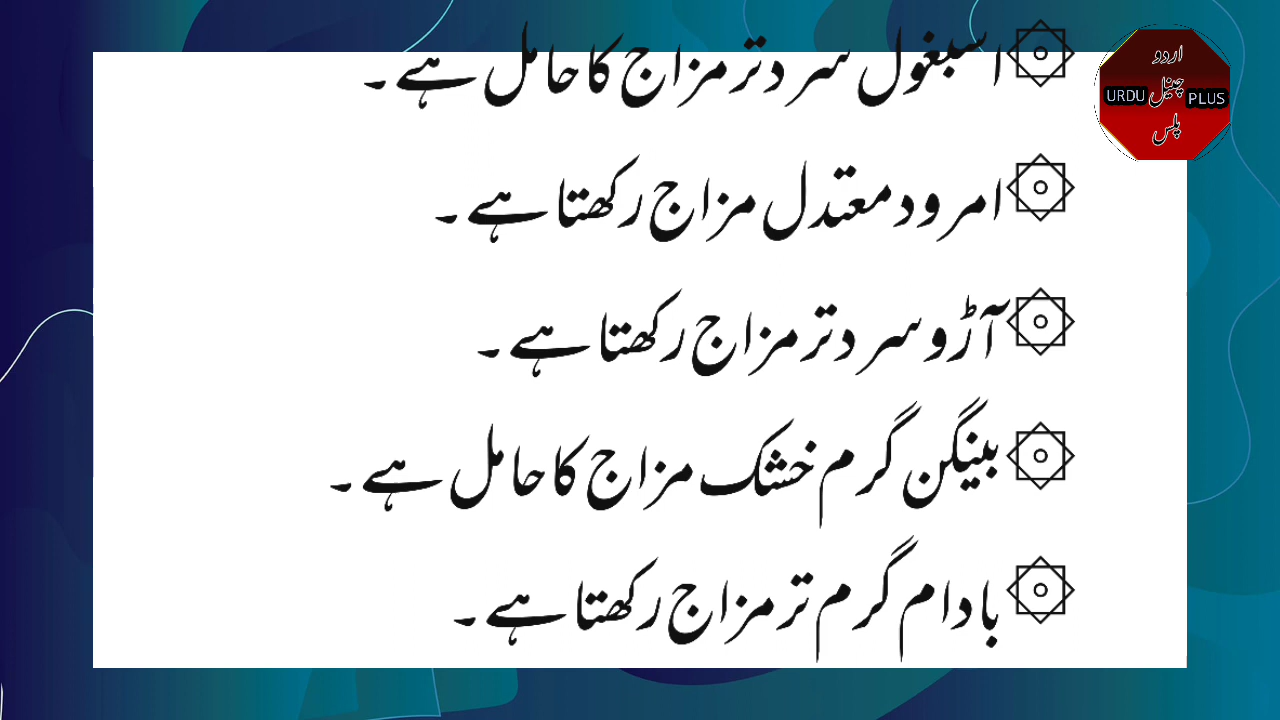 ۞اسبغول سرد تر مزاج کا حامل ہے۔
۞امرود معتدل مزاج رکھتا ہے۔
۞آڑو سرد تر مزاج رکھتا ہے۔
۞بینگن گرم خشک مزاج کا حامل ہے۔
۞بادام گرم تر مزاج رکھتا ہے۔
اردو
URDU چینل PLUS
پلس